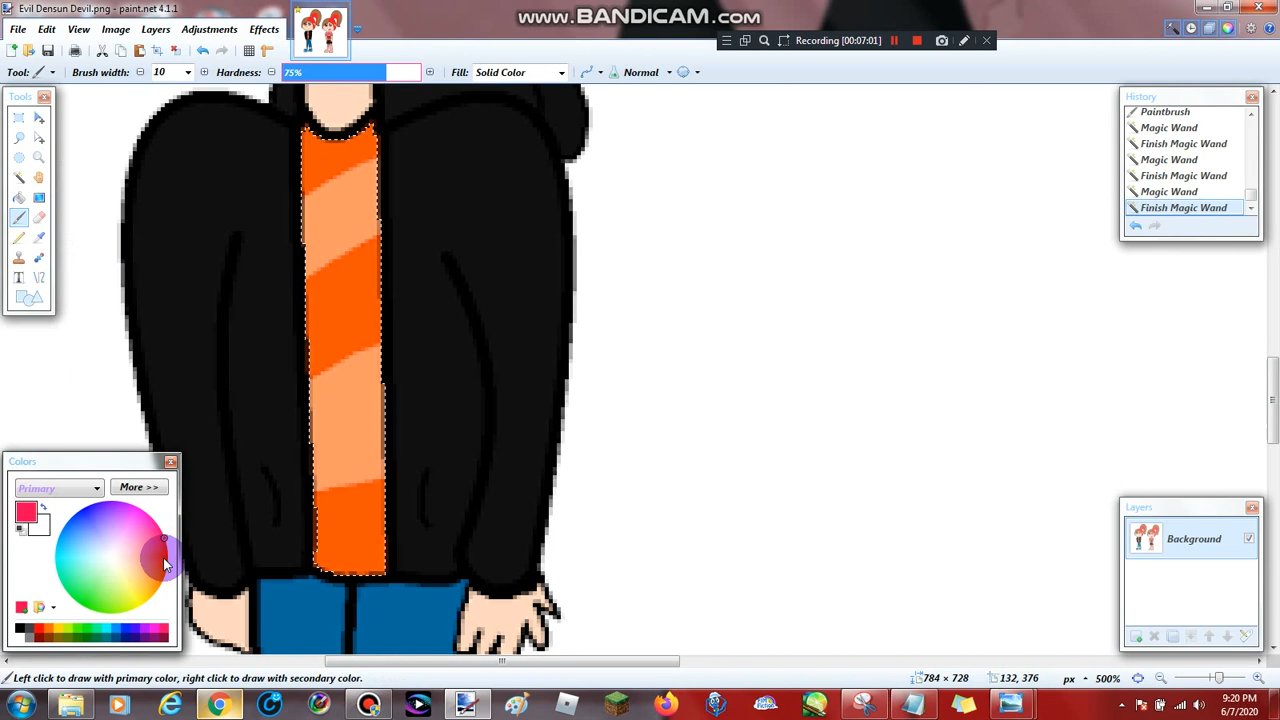 Evil Densun Devil.png - paint.net 4.1.1
www.BANDICAM.com
File Edit View Image Layers Adjustments Effects
Recording [00:07:01]
Tool: Brush width: 10 Hardness: 75% Fill: Solid Color Normal
Tools
History
Paintbrush
Magic Wand
Finish Magic Wand
Magic Wand
Finish Magic Wand
Magic Wand
Finish Magic Wand
Colors
Primary More >>
Layers
Background
Left click to draw with primary color, right click to draw with secondary color. 784 × 728 132, 376 px 500%
9:20 PM
6/7/2020